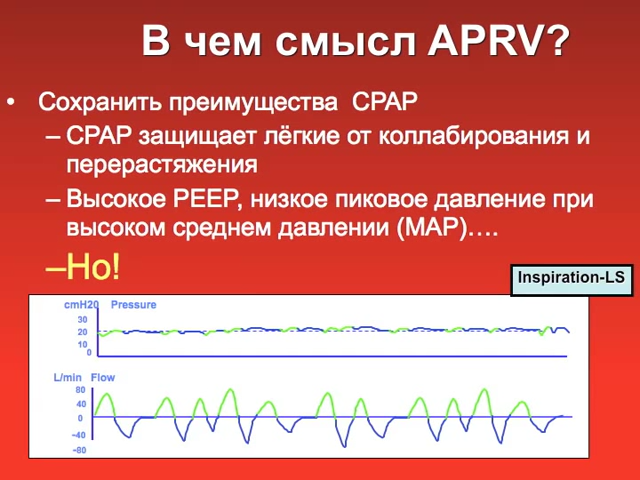 В чем смысл APRV?
• Сохранить преимущества CPAP
– CPAP защищает лёгкие от коллабирования и
перерастяжения
– Высокое PEEP, низкое пиковое давление при
высоком среднем давлении (MAP)….
–Но!
Inspiration-LS
cmH20 Pressure
30
20
10
0
L/min Flow
80
40
0
-40
-80